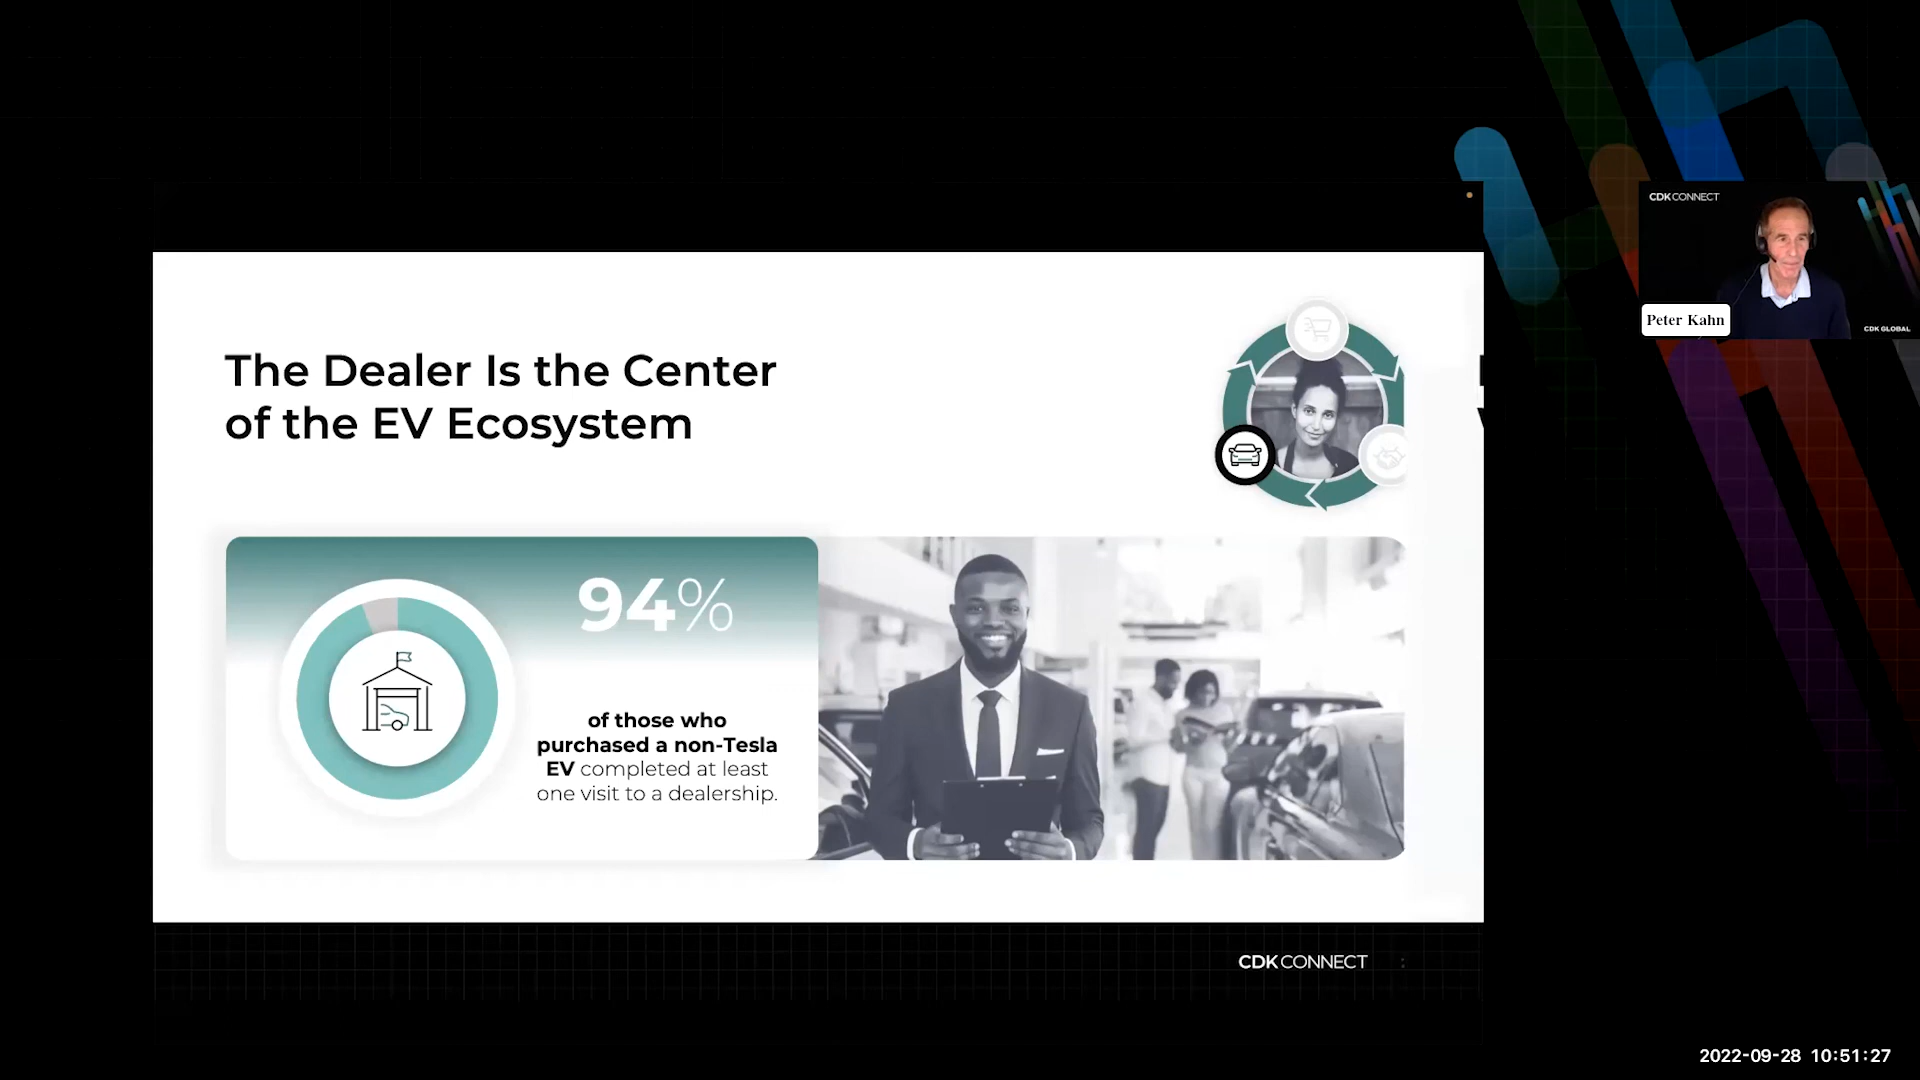 CDK CONNECT
Peter Kahn
CDK GLOBAL
The Dealer Is the Center
of the EV Ecosystem
94%
of those who
purchased a non-Tesla
EV completed at least
one visit to a dealership.
CDK CONNECT
2022-09-28 10:51:27